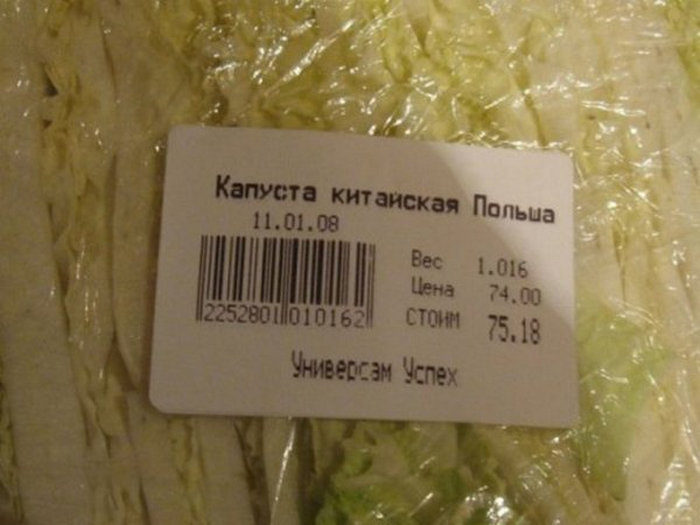 Капуста китайская Польша
11.01.08
Вес 1.016
Цена 74.00
стоим 75.18
2252801 010162
Универсам Успех